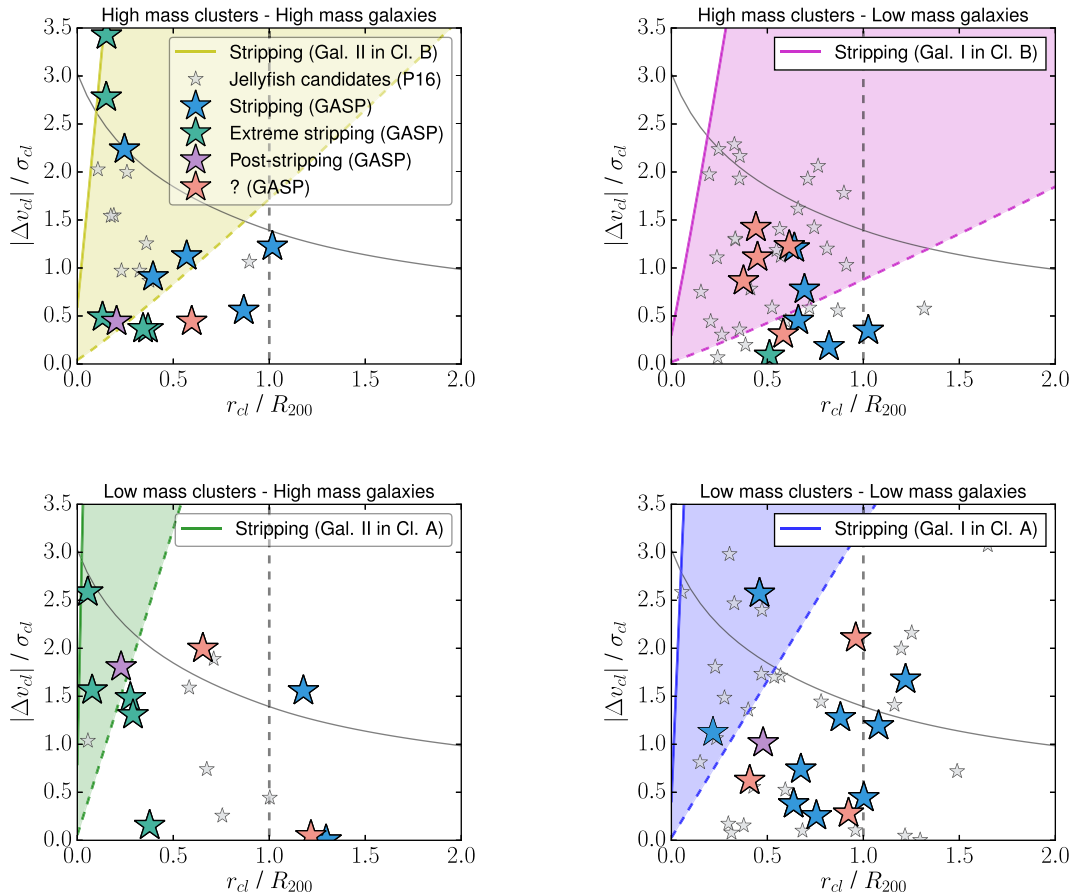 High mass clusters - High mass galaxies
3.5
3.0
2.5
2.0
1.5
1.0
0.5
0.0
|Δv_cl| / σ_cl
Stripping (Gal. II in Cl. B)
Jellyfish candidates (P16)
Stripping (GASP)
Extreme stripping (GASP)
Post-stripping (GASP)
? (GASP)
0.0 0.5 1.0 1.5 2.0
r_cl / R_200
High mass clusters - Low mass galaxies
3.5
3.0
2.5
2.0
1.5
1.0
0.5
0.0
|Δv_cl| / σ_cl
Stripping (Gal. I in Cl. B)
0.0 0.5 1.0 1.5 2.0
r_cl / R_200
Low mass clusters - High mass galaxies
3.5
3.0
2.5
2.0
1.5
1.0
0.5
0.0
|Δv_cl| / σ_cl
Stripping (Gal. II in Cl. A)
0.0 0.5 1.0 1.5 2.0
r_cl / R_200
Low mass clusters - Low mass galaxies
3.5
3.0
2.5
2.0
1.5
1.0
0.5
0.0
|Δv_cl| / σ_cl
Stripping (Gal. I in Cl. A)
0.0 0.5 1.0 1.5 2.0
r_cl / R_200